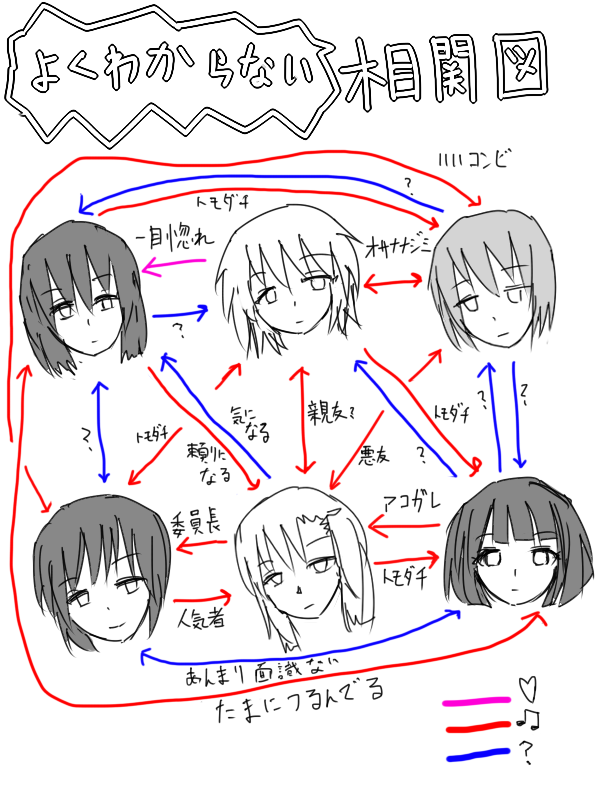 よくわからない 相関図
いいコンビ
?
トモダチ
一目惚れ
オサナナジミ
?
?
トモダチ
頼りになる
気になる
親友?
悪友
?
トモダチ
?
?
委員長
アコガレ
人気者
トモダチ
あんまり面識ない
たまにつるんでる
♡
♫
?